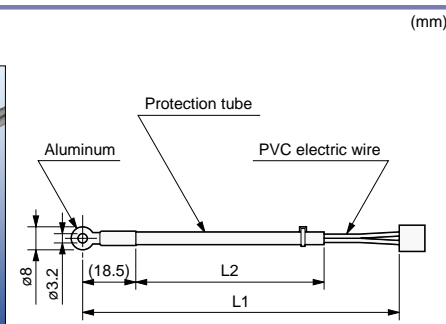 (mm)
Protection tube
Aluminum
PVC electric wire
ø8
ø3.2
(18.5)
L2
L1